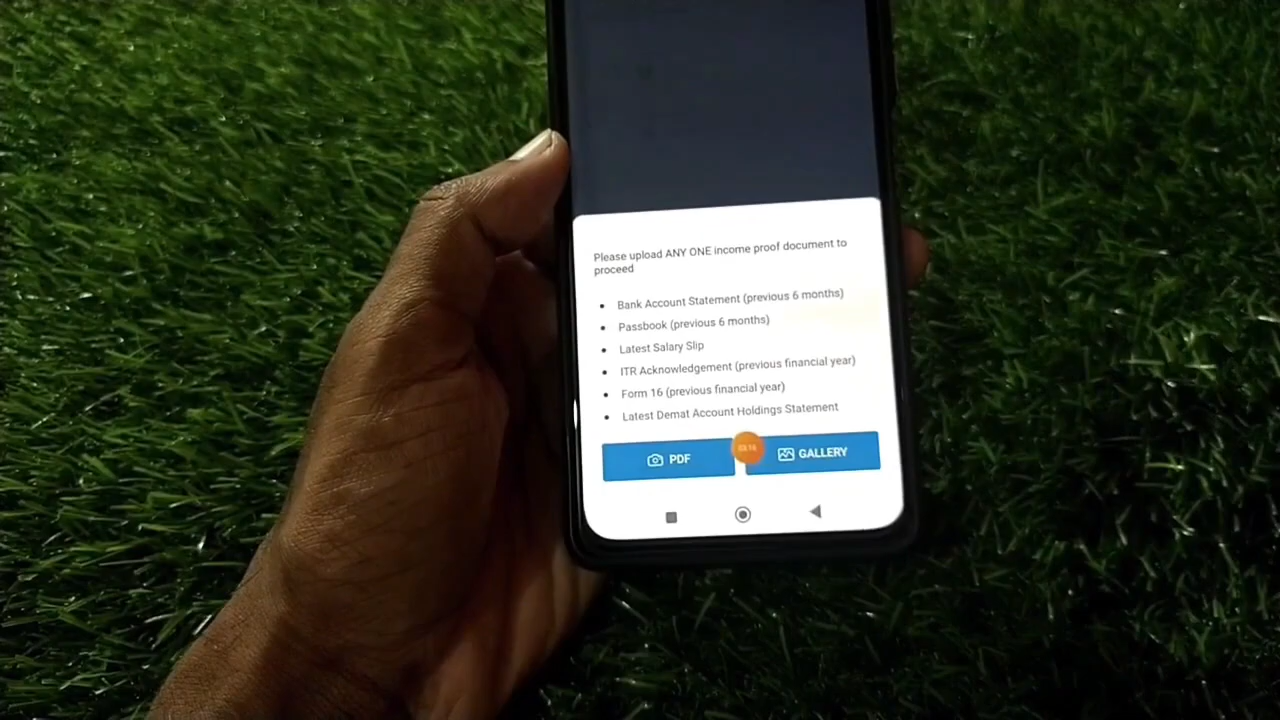 Please upload ANY ONE income proof document to
proceed
Bank Account Statement (previous 6 months)
Passbook (previous 6 months)
Latest Salary Slip
ITR Acknowledgement (previous financial year)
Form 16 (previous financial year)
Latest Demat Account Holdings Statement
PDF
GALLERY